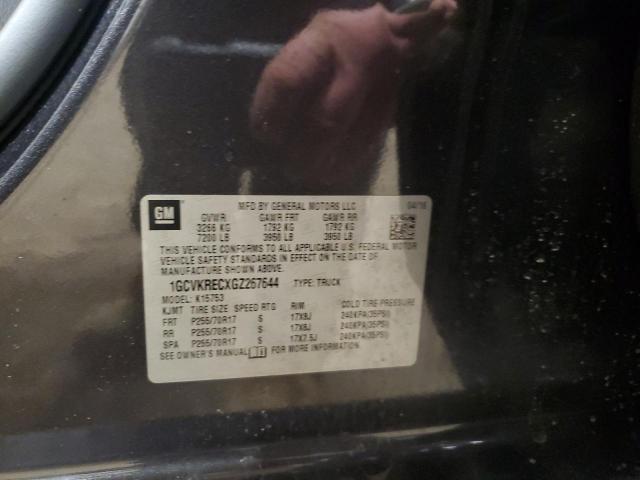 GM
MFD BY GENERAL MOTORS LLC 04/16
GVWR GAWR FRT GAWR RR
3266 KG 1792 KG 1792 KG
7200 LB 3950 LB 3950 LB
THIS VEHICLE CONFORMS TO ALL APPLICABLE U.S. FEDERAL MOTOR
VEHICLE SAFETY STANDARDS IN EFFECT ON THE DATE OF
MANUFACTURE SHOWN ABOVE.
1GCVKRECXGZ267644 TYPE: TRUCK
MODEL: K15753
KJMT TIRE SIZE SPEED RTG RIM COLD TIRE PRESSURE
FRT P255/70R17 S 17X8J 240KPA(35PSI)
RR P255/70R17 S 17X8J 240KPA(35PSI)
SPA P255/70R17 S 17X7.5J 240KPA(35PSI)
SEE OWNER'S MANUAL FOR MORE INFORMATION.